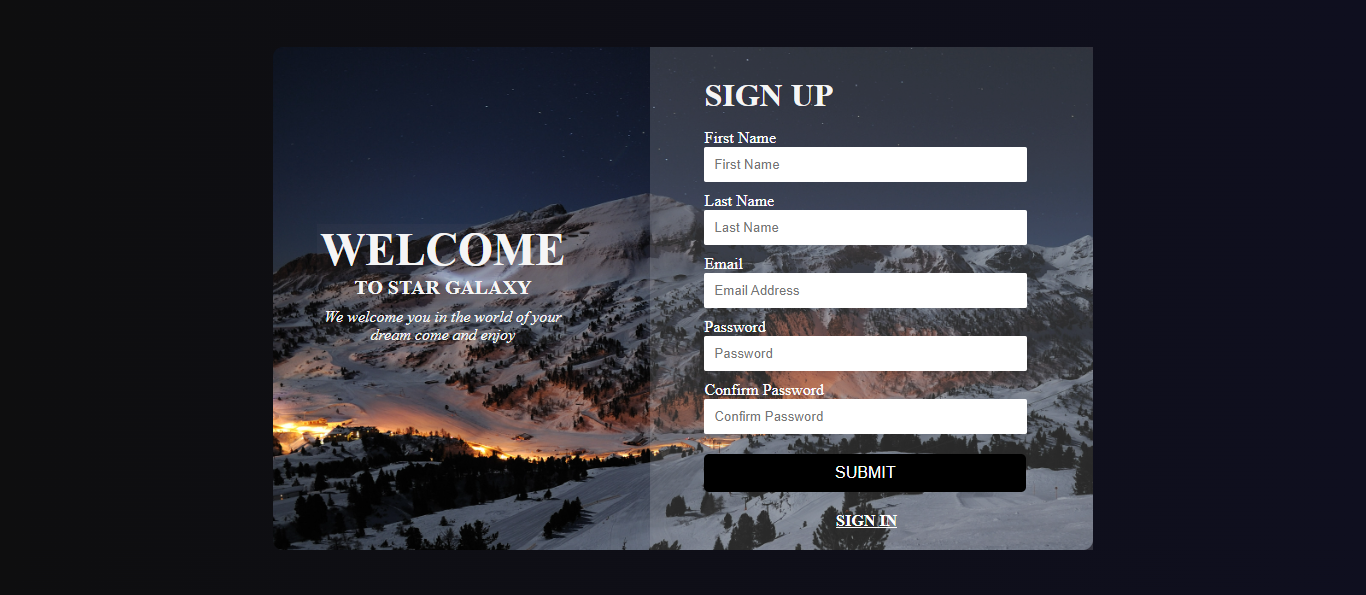 WELCOME
TO STAR GALAXY
We welcome you in the world of your
dream come and enjoy
SIGN UP
First Name
First Name
Last Name
Last Name
Email
Email Address
Password
Password
Confirm Password
Confirm Password
SUBMIT
SIGN IN